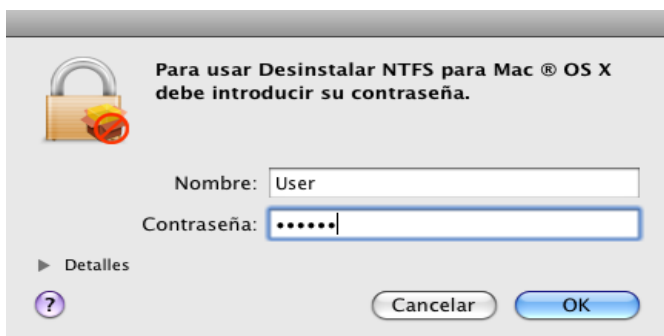 Para usar Desinstalar NTFS para Mac ® OS X
debe introducir su contraseña.
Nombre: User
Contraseña: ••••••
Detalles
?
Cancelar
OK